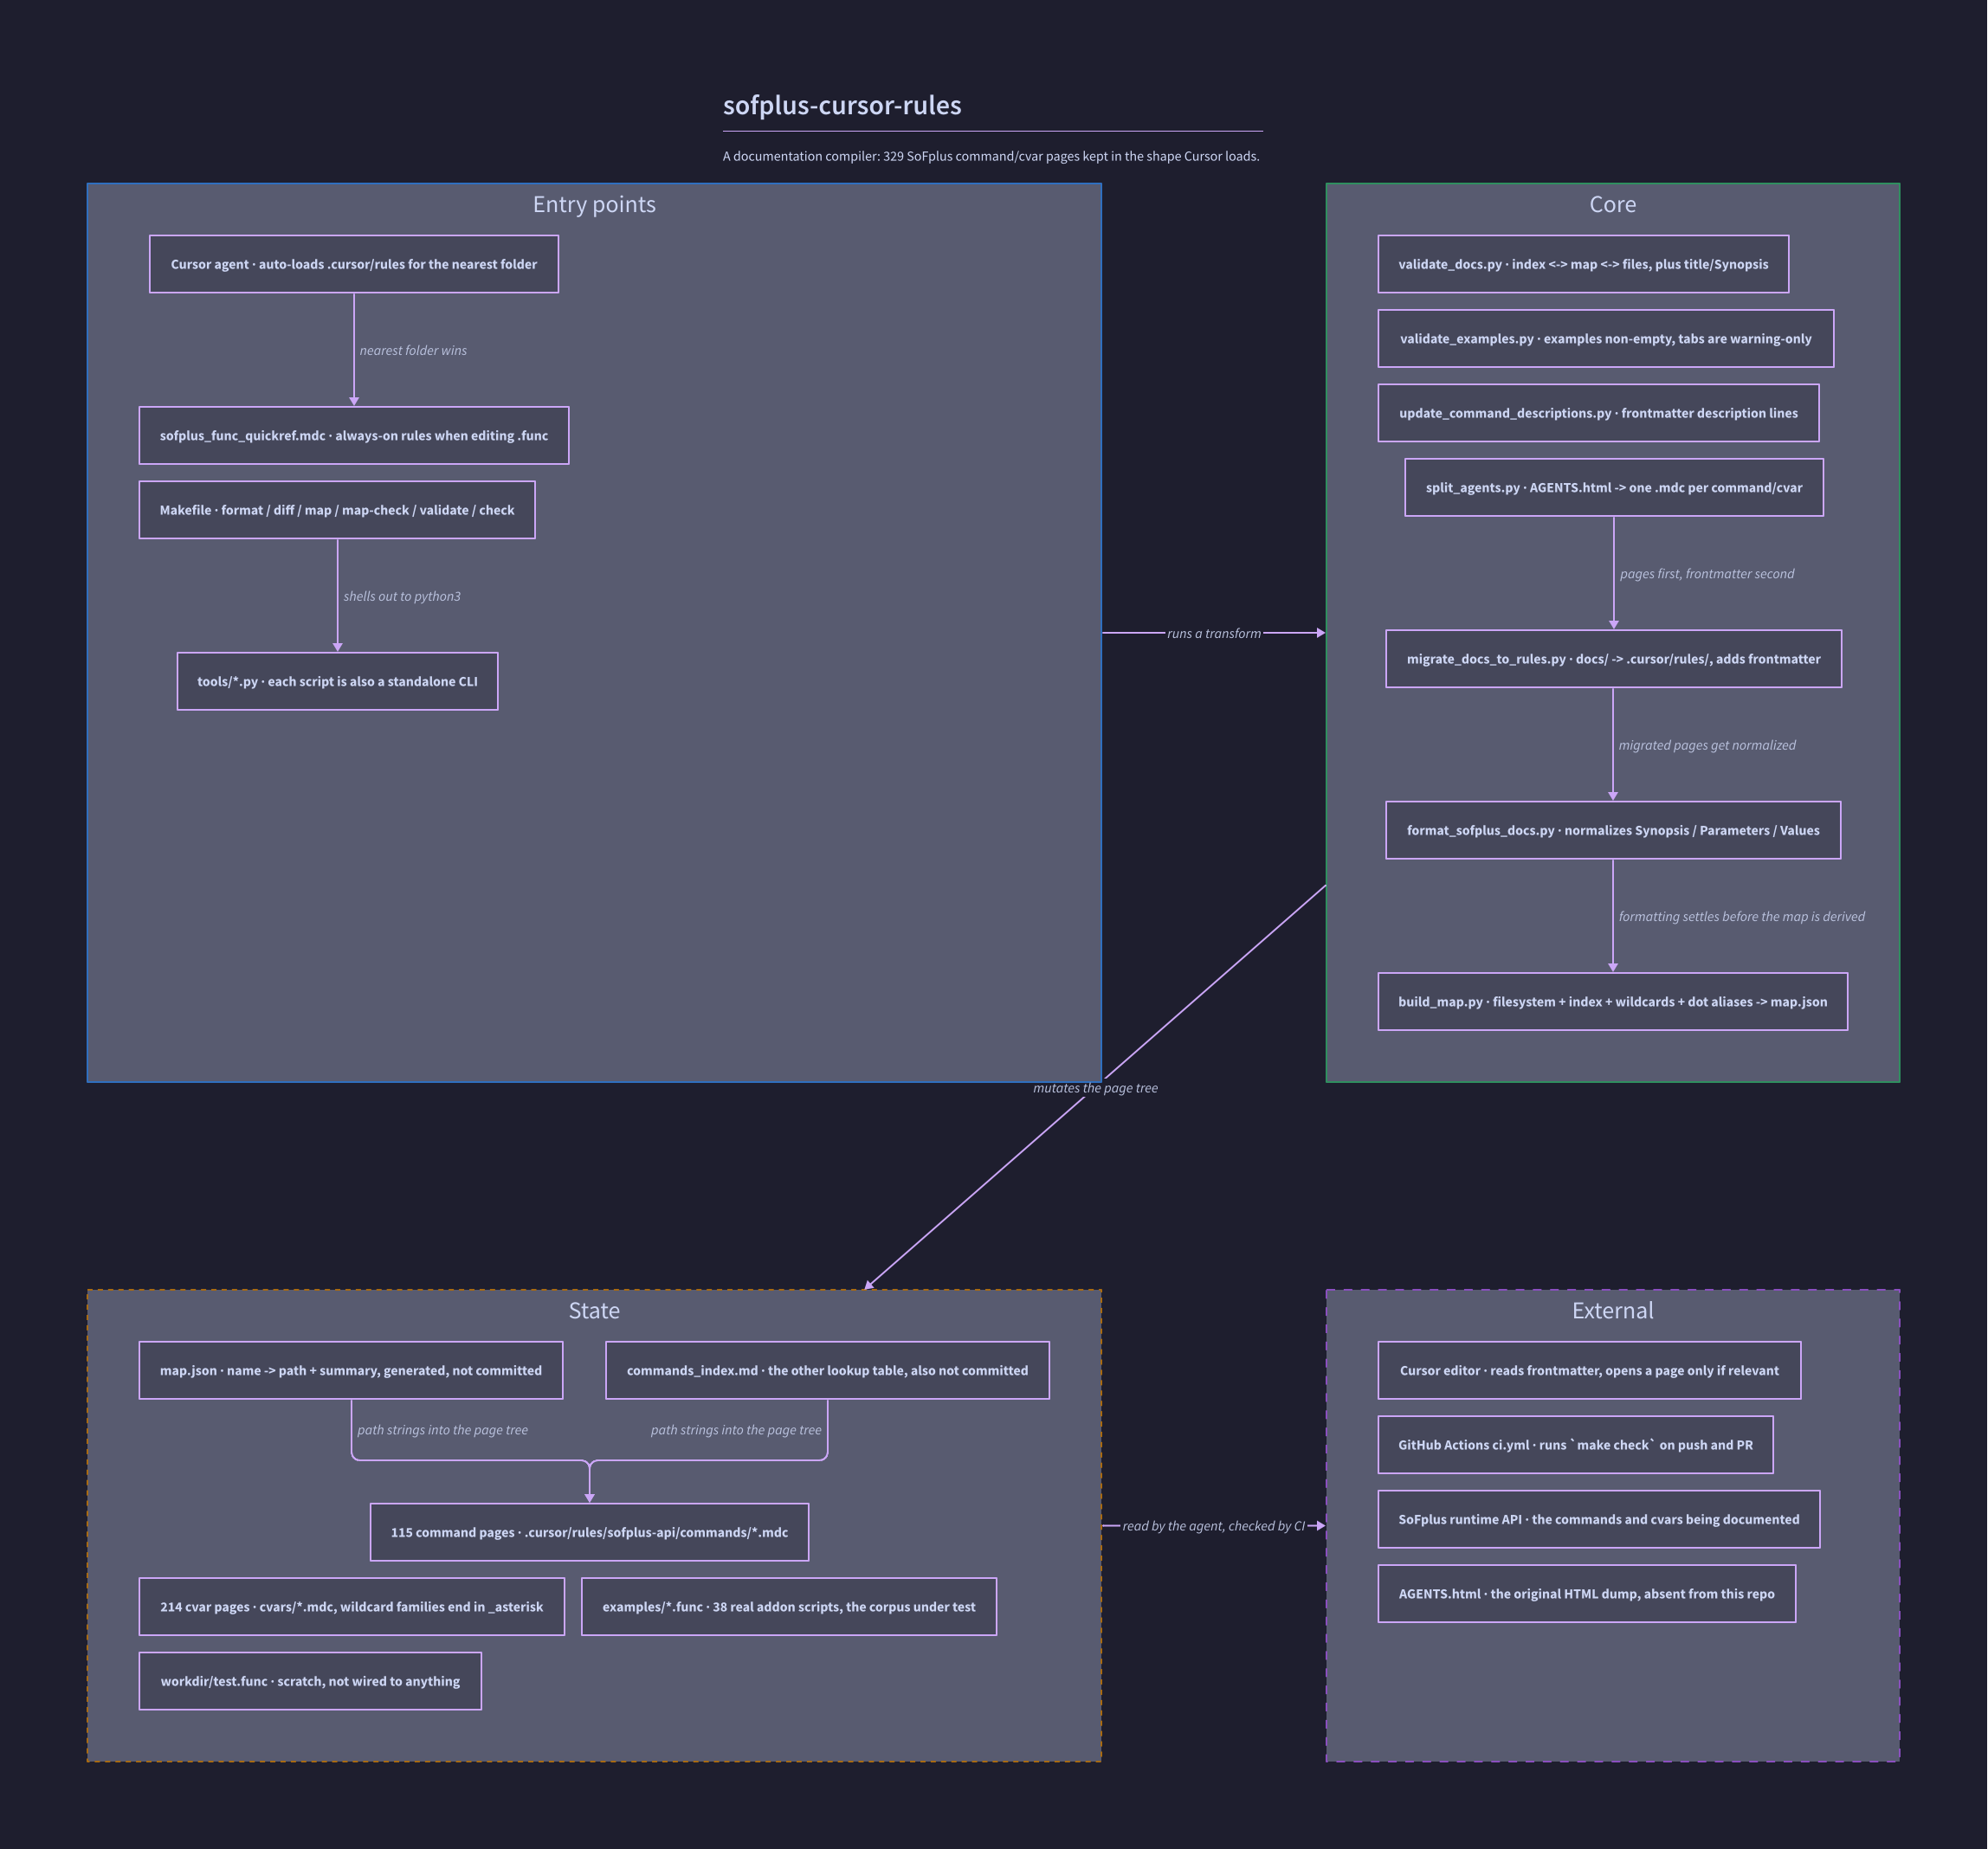 sofplus-cursor-rules
A documentation compiler: 329 SoFplus command/cvar pages kept in the shape Cursor loads.
Entry points
Cursor agent · auto-loads .cursor/rules for the nearest folder
nearest folder wins
sofplus_func_quickref.mdc · always-on rules when editing .func
Makefile · format / diff / map / map-check / validate / check
shells out to python3
tools/*.py · each script is also a standalone CLI
runs a transform
Core
validate_docs.py · index <-> map <-> files, plus title/Synopsis
validate_examples.py · examples non-empty, tabs are warning-only
update_command_descriptions.py · frontmatter description lines
split_agents.py · AGENTS.html -> one .mdc per command/cvar
pages first, frontmatter second
migrate_docs_to_rules.py · docs/ -> .cursor/rules/, adds frontmatter
migrated pages get normalized
format_sofplus_docs.py · normalizes Synopsis / Parameters / Values
formatting settles before the map is derived
build_map.py · filesystem + index + wildcards + dot aliases -> map.json
mutates the page tree
State
map.json · name -> path + summary, generated, not committed
commands_index.md · the other lookup table, also not committed
path strings into the page tree
path strings into the page tree
115 command pages · .cursor/rules/sofplus-api/commands/*.mdc
214 cvar pages · cvars/*.mdc, wildcard families end in _asterisk
examples/*.func · 38 real addon scripts, the corpus under test
workdir/test.func · scratch, not wired to anything
read by the agent, checked by CI
External
Cursor editor · reads frontmatter, opens a page only if relevant
GitHub Actions ci.yml · runs `make check` on push and PR
SoFplus runtime API · the commands and cvars being documented
AGENTS.html · the original HTML dump, absent from this repo